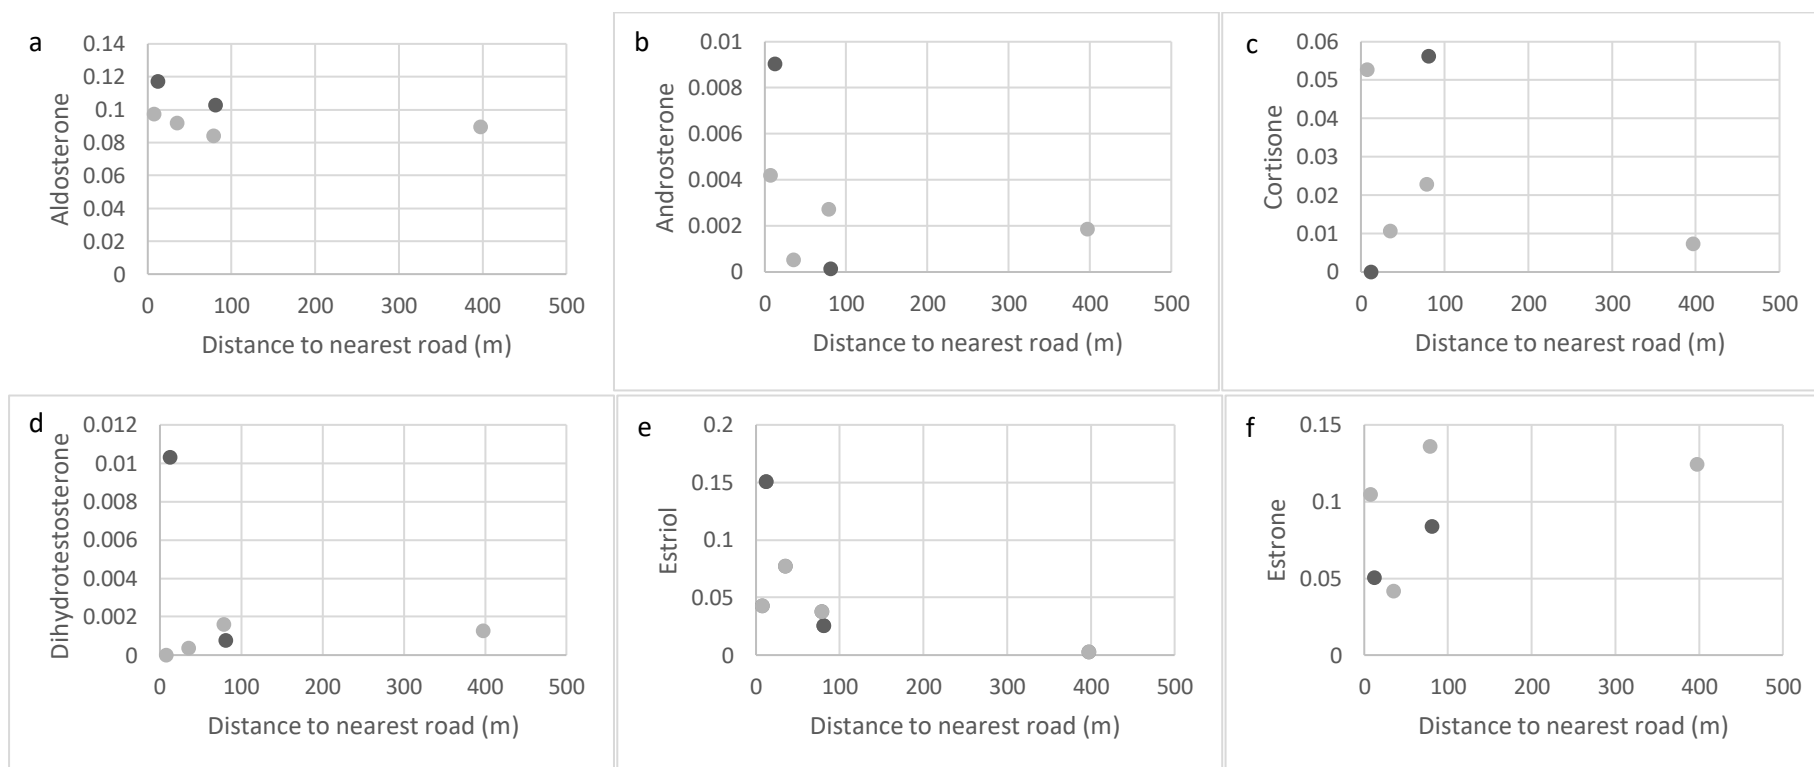 a
Aldosterone
0.14
0.12
0.1
0.08
0.06
0.04
0.02
0
0 100 200 300 400 500
Distance to nearest road (m)
b
Androsterone
0.01
0.008
0.006
0.004
0.002
0
0 100 200 300 400 500
Distance to nearest road (m)
c
Cortisone
0.06
0.05
0.04
0.03
0.02
0.01
0
0 100 200 300 400 500
Distance to nearest road (m)
d
Dihydrotestosterone
0.012
0.01
0.008
0.006
0.004
0.002
0
0 100 200 300 400 500
Distance to nearest road (m)
e
Estriol
0.2
0.15
0.1
0.05
0
0 100 200 300 400 500
Distance to nearest road (m)
f
Estrone
0.15
0.1
0.05
0
0 100 200 300 400 500
Distance to nearest road (m)